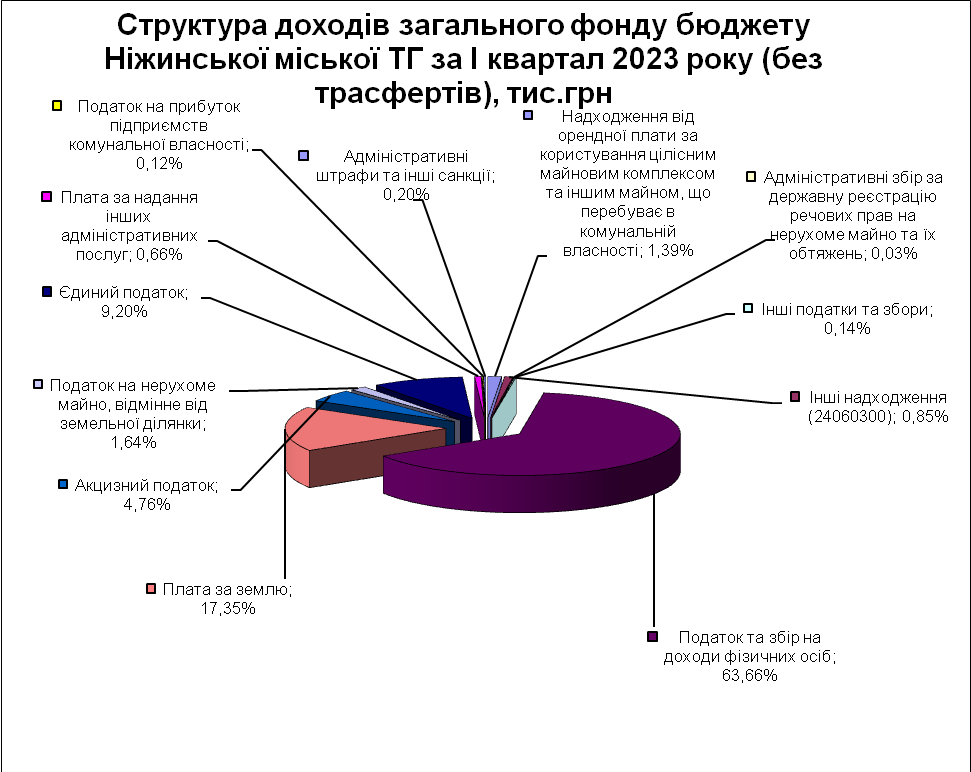 Структура доходів загального фонду бюджету
Ніжинської міської ТГ за І квартал 2023 року (без
трасфертів), тис.грн
Податок на прибуток
підприємств
комунальної власності;
0,12%
Адміністративні
штрафи та інші санкції;
0,20%
Надходження від
орендної плати за
користування цілісним
майновим комплексом
та іншим майном, що
перебуває в
комунальній
власності; 1,39%
Адміністративні збір за
державну реєстрацію
речових прав на
нерухоме майно та їх
обтяжень; 0,03%
Плата за надання
інших
адміністративних
послуг; 0,66%
Єдиний податок;
9,20%
Інші податки та збори;
0,14%
Податок на нерухоме
майно, відмінне від
земельної ділянки;
1,64%
Інші надходження
(24060300); 0,85%
Акцизний податок;
4,76%
Плата за землю;
17,35%
Податок та збір на
доходи фізичних осіб;
63,66%